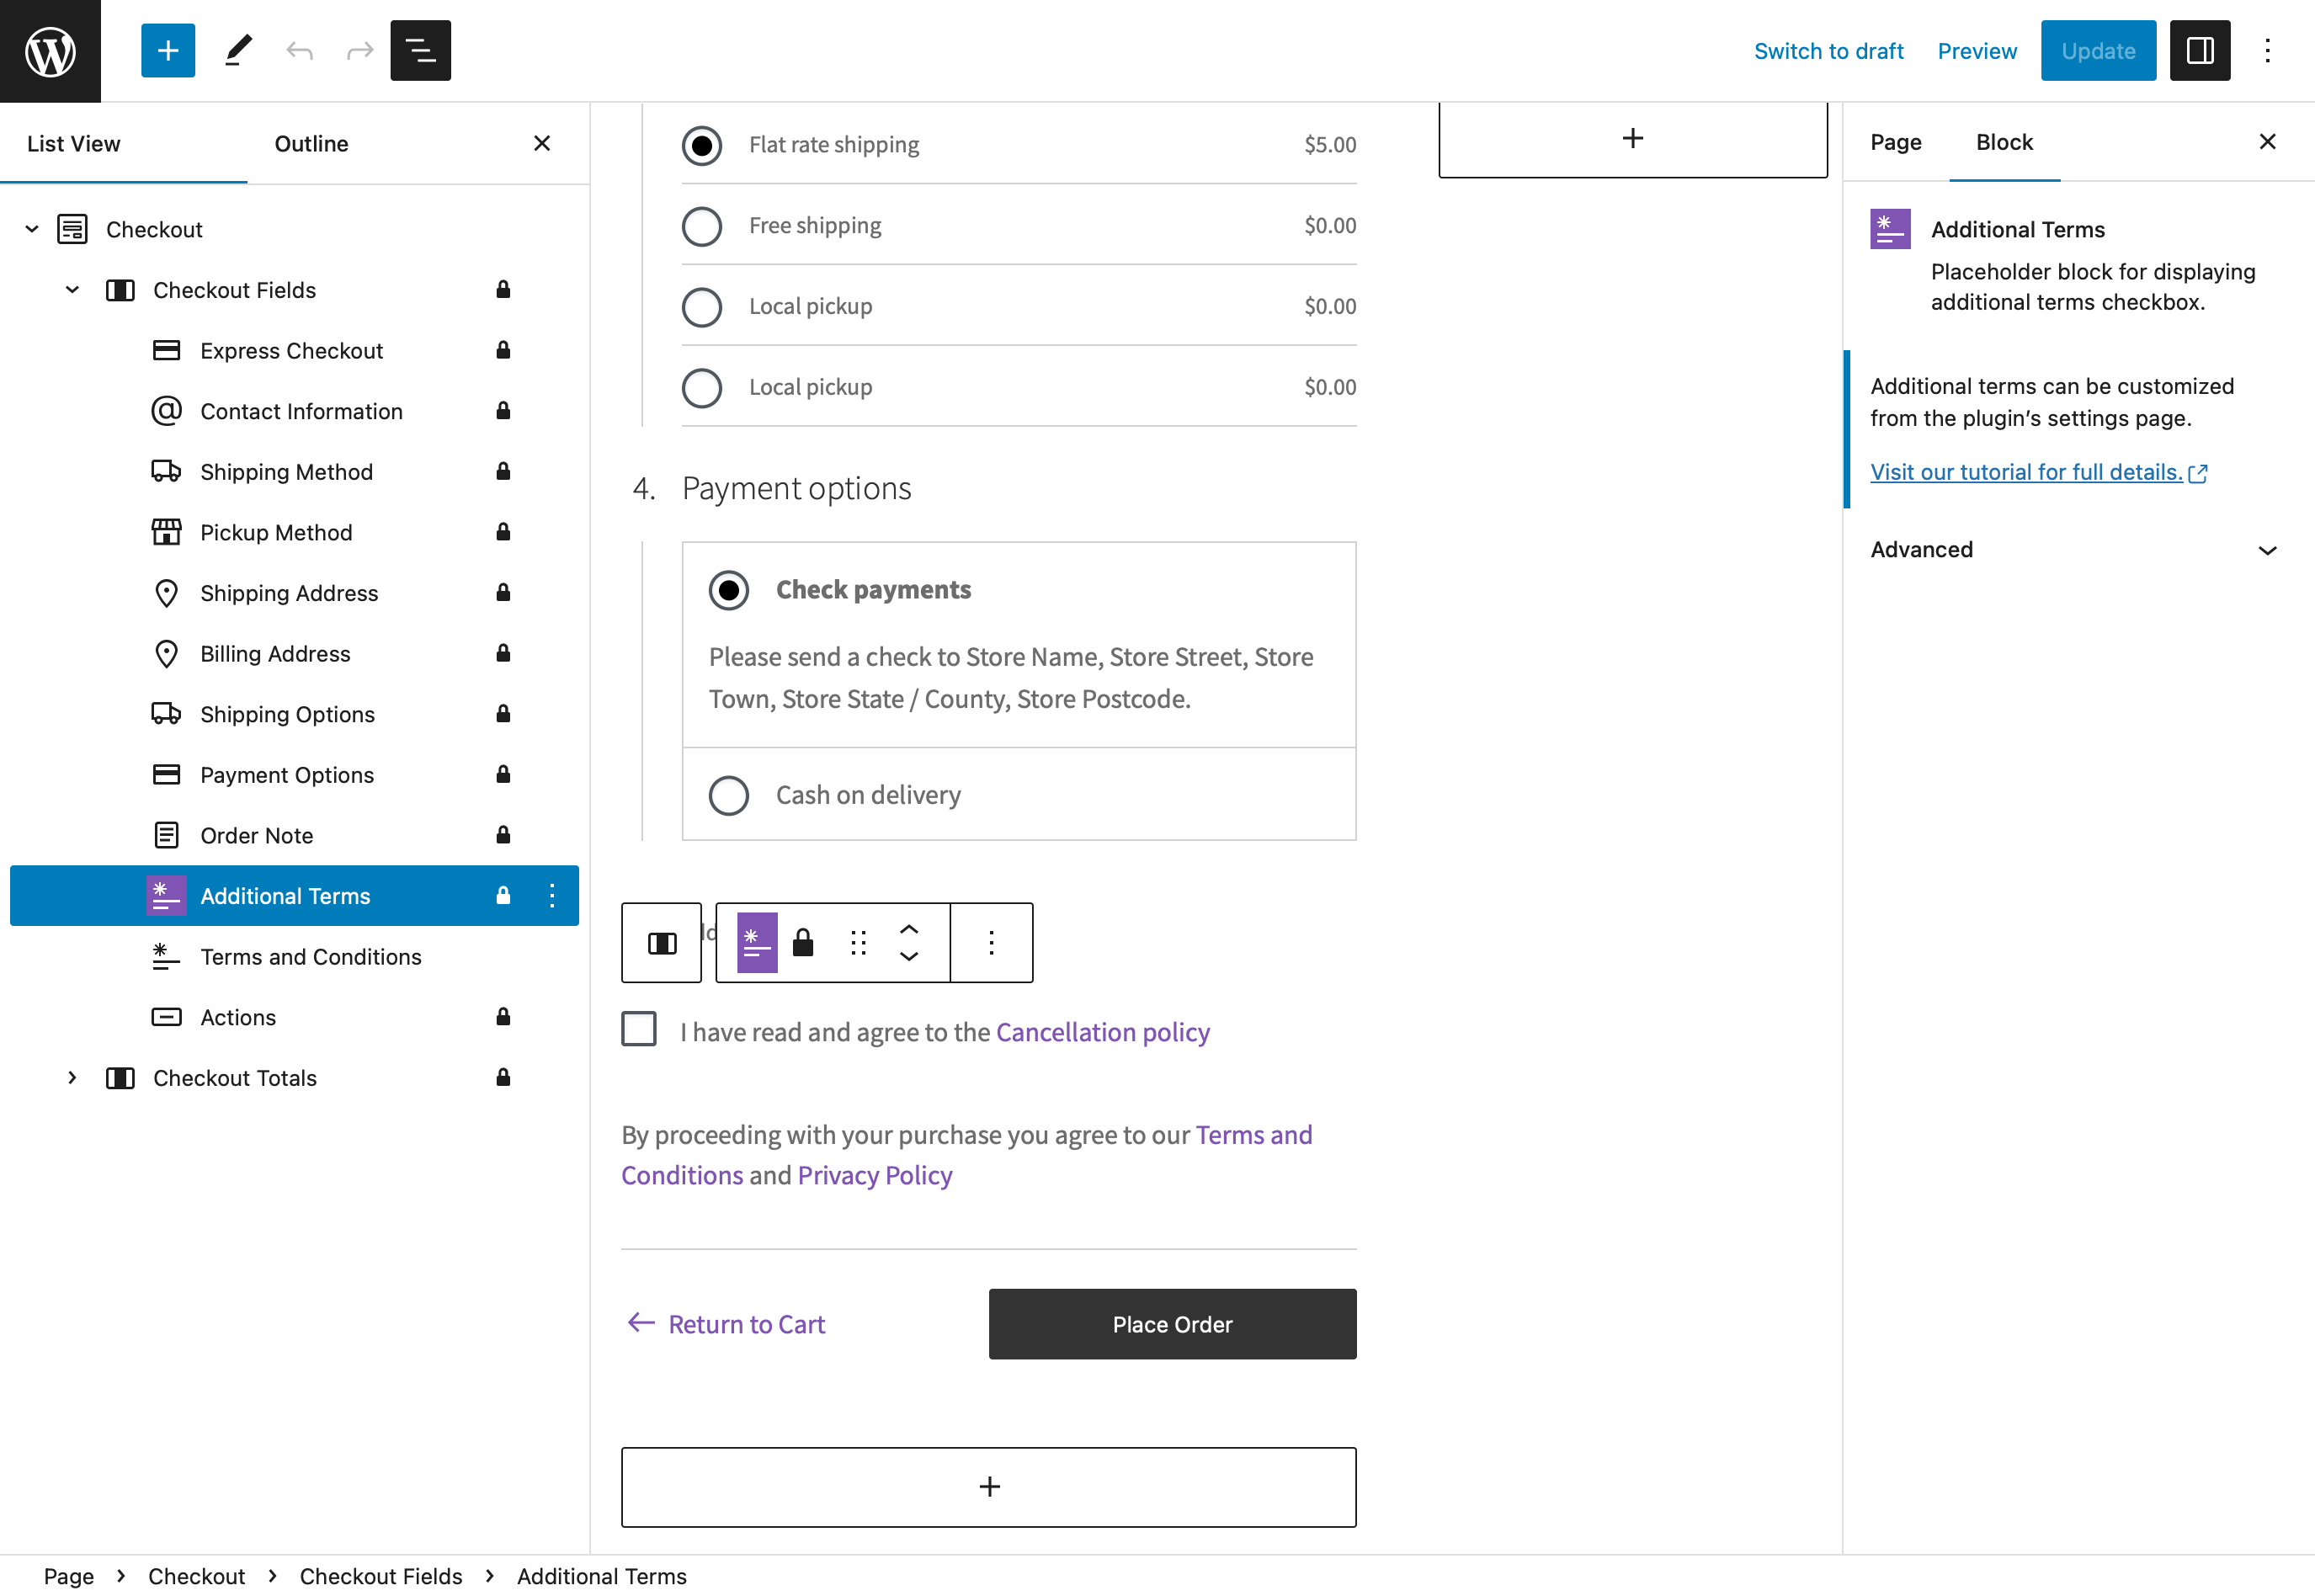 Switch to draft
Preview
Update
List View
Outline
Checkout
Checkout Fields
Express Checkout
Contact Information
Shipping Method
Pickup Method
Shipping Address
Billing Address
Shipping Options
Payment Options
Order Note
Additional Terms
Terms and Conditions
Actions
Checkout Totals
Flat rate shipping $5.00
Free shipping $0.00
Local pickup $0.00
Local pickup $0.00
4. Payment options
Check payments
Please send a check to Store Name, Store Street, Store
Town, Store State / County, Store Postcode.
Cash on delivery
I have read and agree to the Cancellation policy
By proceeding with your purchase you agree to our Terms and
Conditions and Privacy Policy
Return to Cart
Place Order
Page
Block
Additional Terms
Placeholder block for displaying
additional terms checkbox.
Additional terms can be customized
from the plugin’s settings page.
Visit our tutorial for full details.
Advanced
Page Checkout Checkout Fields Additional Terms